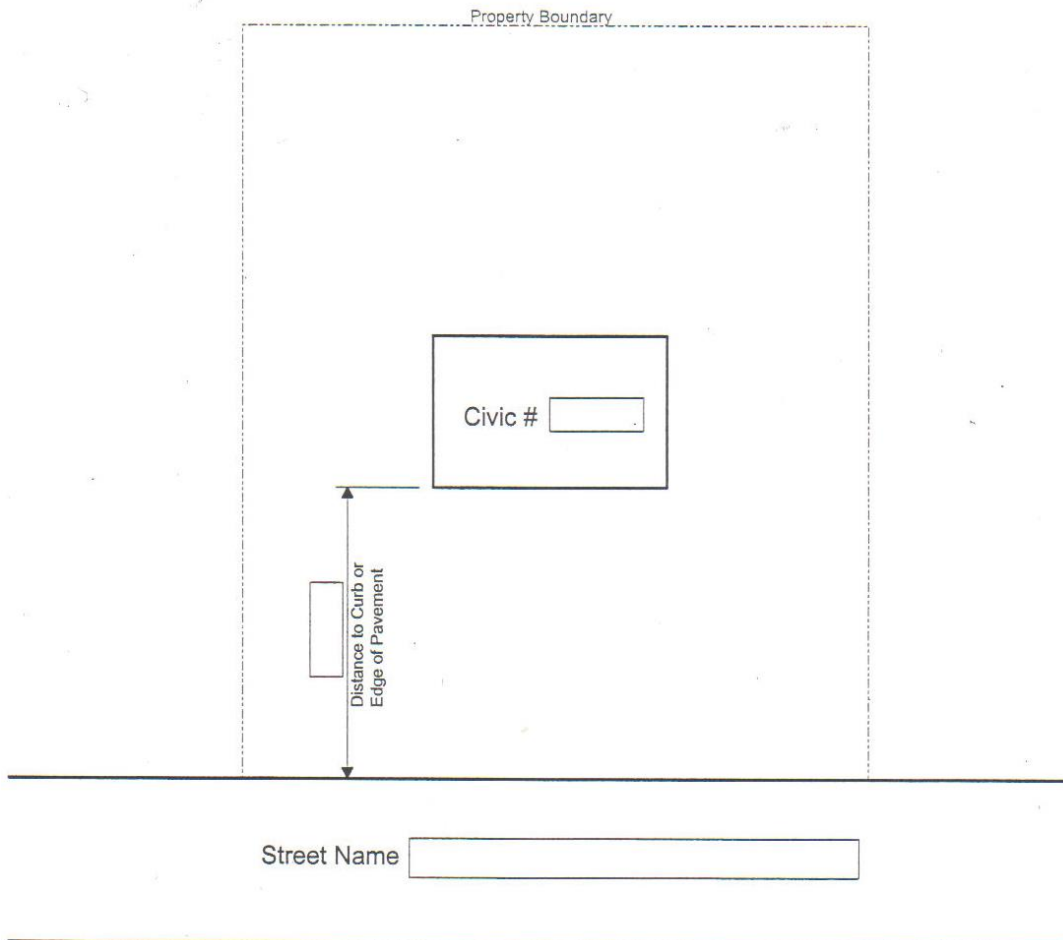 Property Boundary
Civic #
Distance to Curb or
Edge of Pavement
Street Name